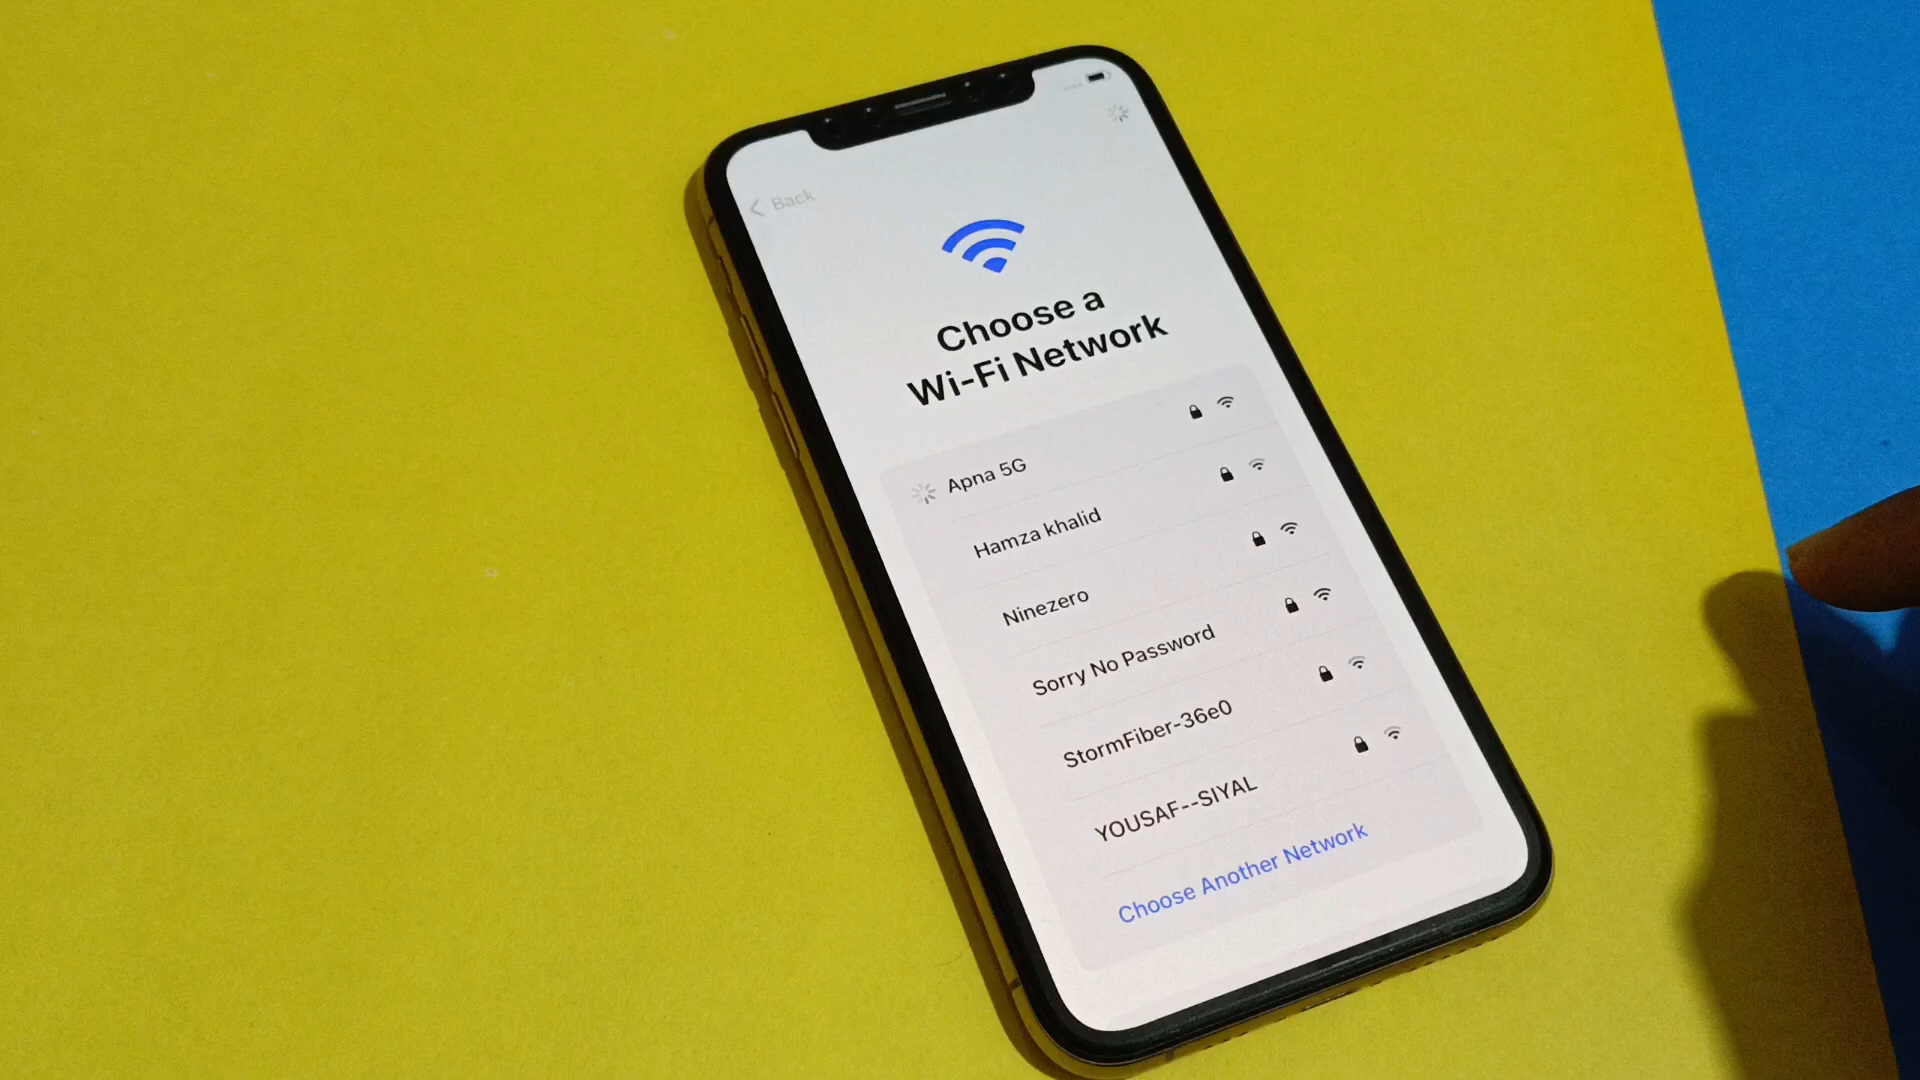 Back
Choose a
Wi-Fi Network
Apna 5G
Hamza khalid
Ninezero
Sorry No Password
StormFiber-36e0
YOUSAF--SIYAL
Choose Another Network